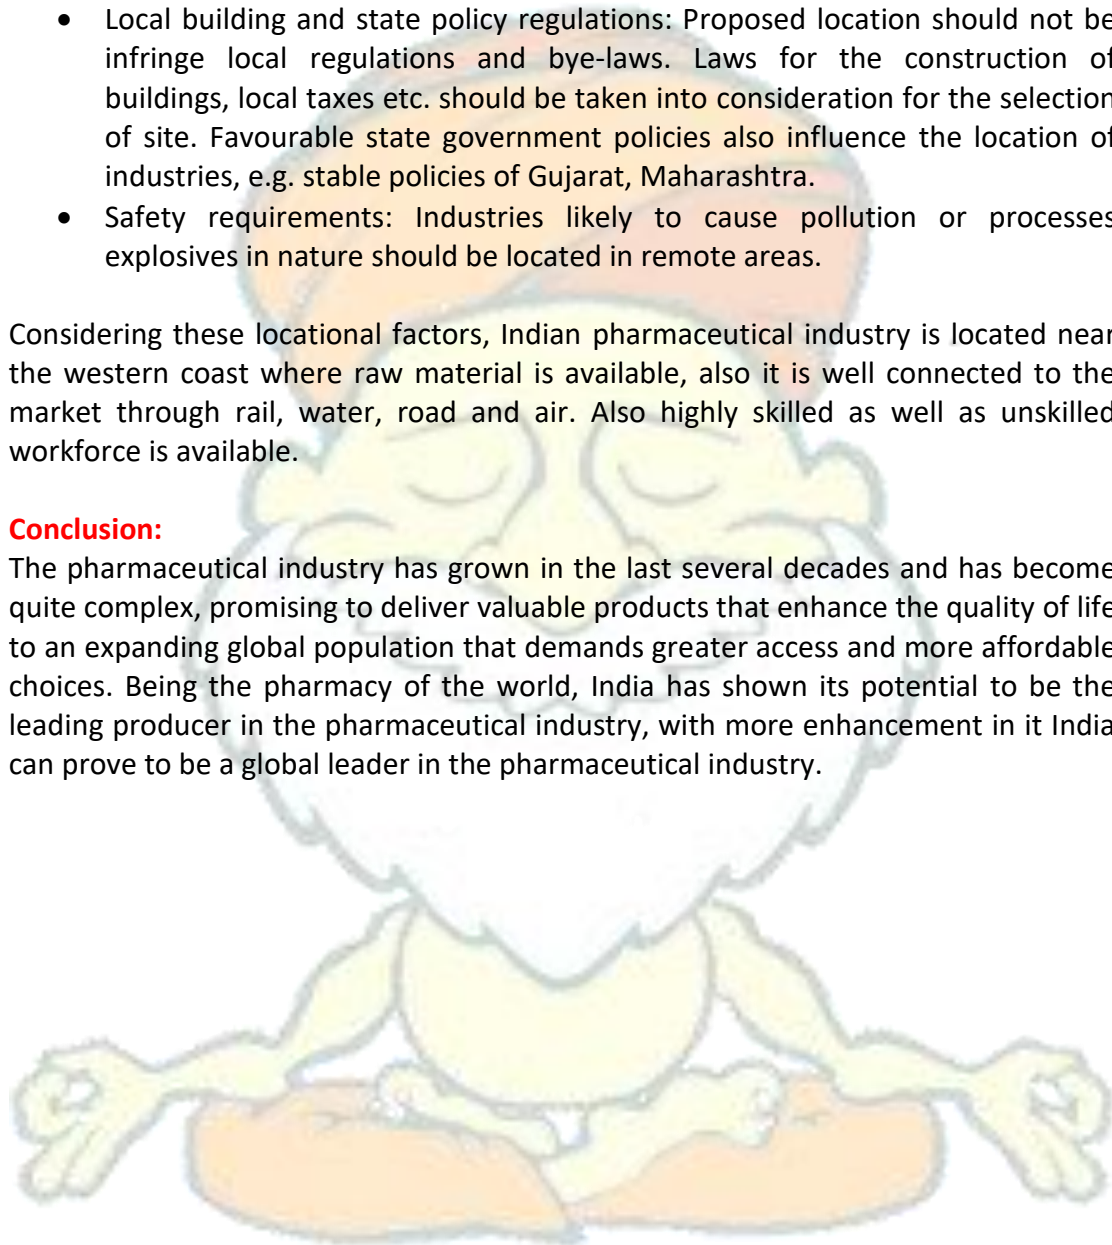 • Local building and state policy regulations: Proposed location should not be
infringe local regulations and bye-laws. Laws for the construction of
buildings, local taxes etc. should be taken into consideration for the selection
of site. Favourable state government policies also influence the location of
industries, e.g. stable policies of Gujarat, Maharashtra.
• Safety requirements: Industries likely to cause pollution or processes
explosives in nature should be located in remote areas.
Considering these locational factors, Indian pharmaceutical industry is located near
the western coast where raw material is available, also it is well connected to the
market through rail, water, road and air. Also highly skilled as well as unskilled
workforce is available.
Conclusion:
The pharmaceutical industry has grown in the last several decades and has become
quite complex, promising to deliver valuable products that enhance the quality of life
to an expanding global population that demands greater access and more affordable
choices. Being the pharmacy of the world, India has shown its potential to be the
leading producer in the pharmaceutical industry, with more enhancement in it India
can prove to be a global leader in the pharmaceutical industry.